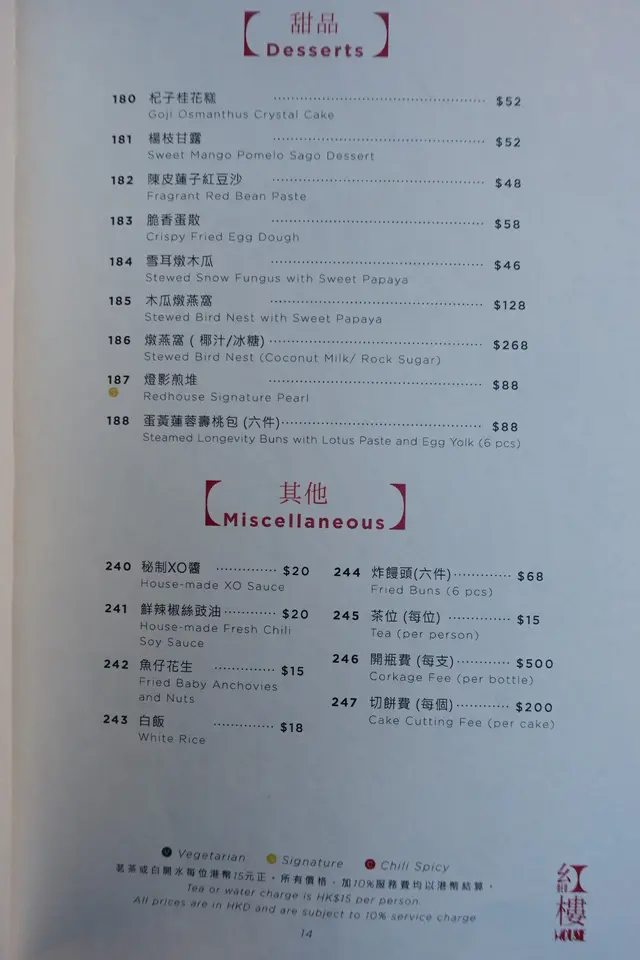 甜品
Desserts
180 杞子桂花糕 $52
Goji Osmanthus Crystal Cake
181 楊枝甘露 $52
Sweet Mango Pomelo Sago Dessert
182 陳皮蓮子紅豆沙 $48
Fragrant Red Bean Paste
183 脆香蛋散 $58
Crispy Fried Egg Dough
184 雪耳燉木瓜 $46
Stewed Snow Fungus with Sweet Papaya
185 木瓜燉燕窩 $128
Stewed Bird Nest with Sweet Papaya
186 燉燕窩 ( 椰汁/冰糖) $268
Stewed Bird Nest (Coconut Milk/ Rock Sugar)
187 燈影煎堆 $88
Redhouse Signature Pearl
188 蛋黃蓮蓉壽桃包 (六件) $88
Steamed Longevity Buns with Lotus Paste and Egg Yolk (6 pcs)
其他
Miscellaneous
240 秘制XO醬 $20
House-made XO Sauce
241 鮮辣椒絲豉油 $20
House-made Fresh Chili
Soy Sauce
242 魚仔花生 $15
Fried Baby Anchovies
and Nuts
243 白飯 $18
White Rice
244 炸饅頭(六件) $68
Fried Buns (6 pcs)
245 茶位 (每位) $15
Tea (per person)
246 開瓶費 (每支) $500
Corkage Fee (per bottle)
247 切餅費 (每個) $200
Cake Cutting Fee (per cake)
Vegetarian Signature Chili Spicy
茗茶或白開水每位港幣15元正。所有價格，加10%服務費均以港幣結算。
Tea or water charge is HK$15 per person.
All prices are in HKD and are subject to 10% service charge
14
紅樓
HOUSE